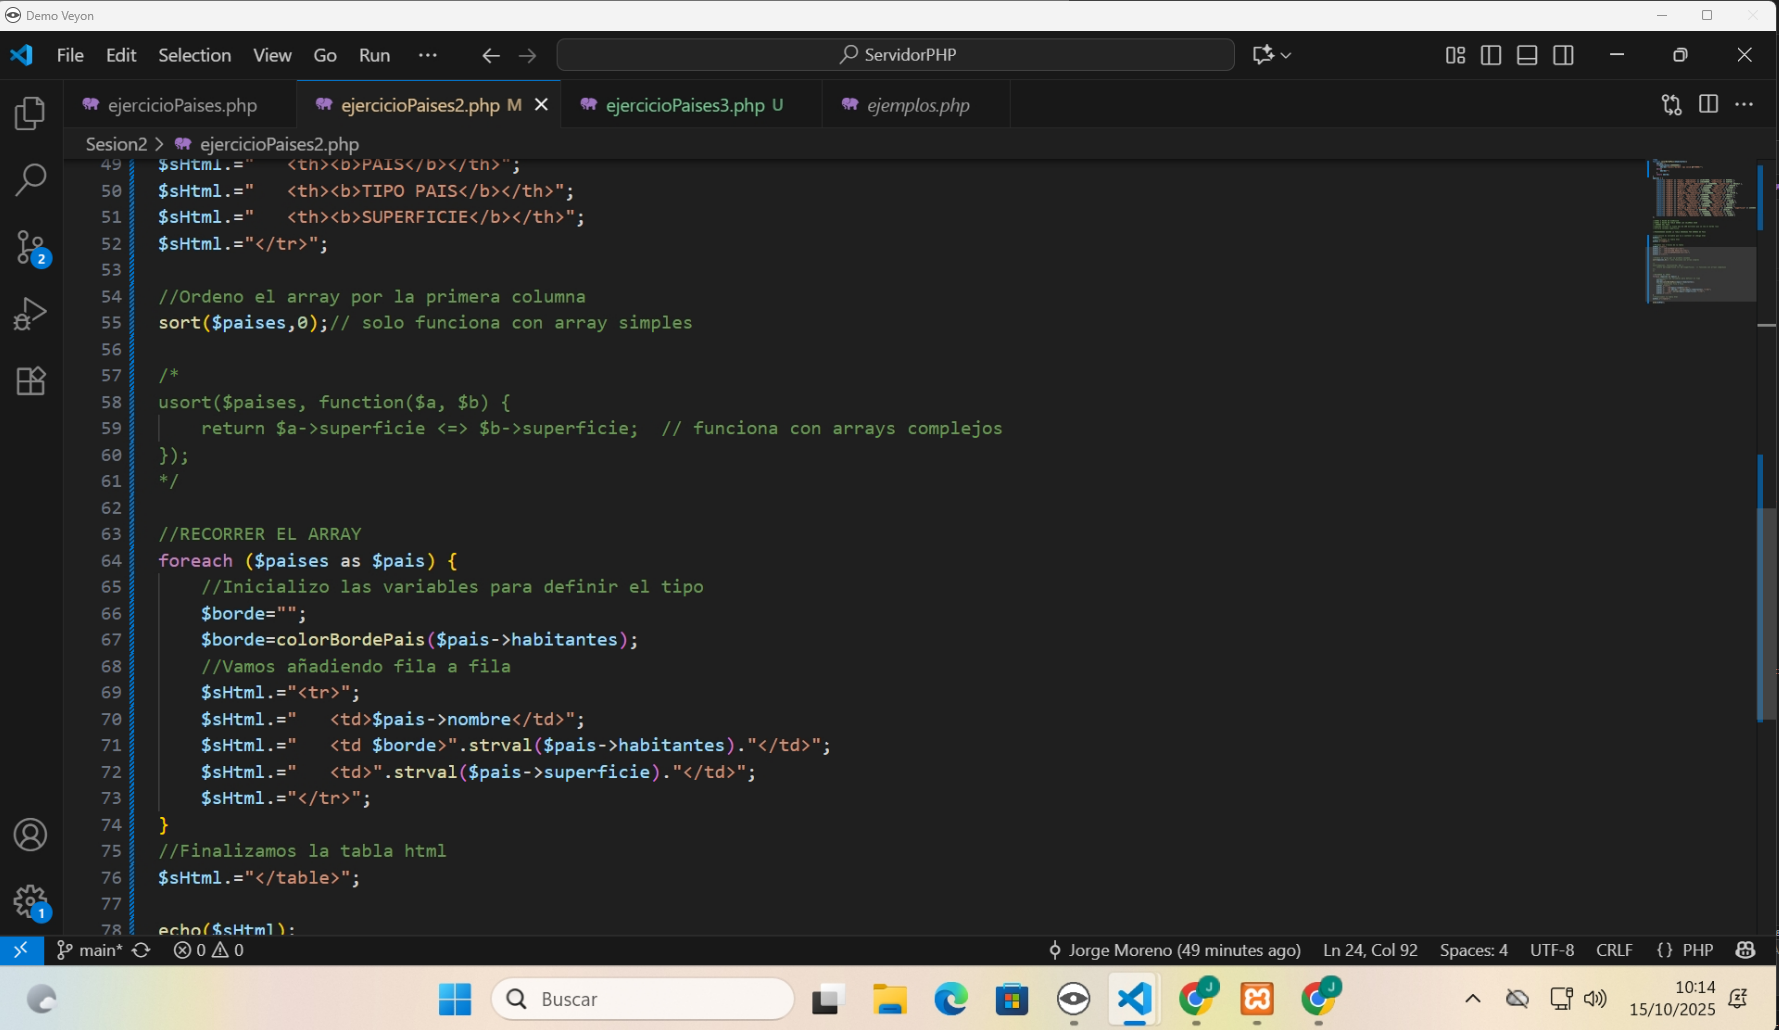 Demo Veyon
File Edit Selection View Go Run ··· ServidorPHP
ejercicioPaises.php ejercicioPaises2.php M ejercicioPaises3.php U ejemplos.php
Sesion2 > ejercicioPaises2.php
49 $sHtml.="   <th><b>PAIS</b></th>";
50 $sHtml.="   <th><b>TIPO PAIS</b></th>";
51 $sHtml.="   <th><b>SUPERFICIE</b></th>";
52 $sHtml.="</tr>";
53
54 //Ordeno el array por la primera columna
55 sort($paises,0);// solo funciona con array simples
56
57 /*
58 usort($paises, function($a, $b) {
59     return $a->superficie <=> $b->superficie;  // funciona con arrays complejos
60 });
61 */
62
63 //RECORRER EL ARRAY
64 foreach ($paises as $pais) {
65     //Inicializo las variables para definir el tipo
66     $borde="";
67     $borde=colorBordePais($pais->habitantes);
68     //Vamos añadiendo fila a fila
69     $sHtml.="<tr>";
70     $sHtml.="   <td>$pais->nombre</td>";
71     $sHtml.="   <td $borde>".strval($pais->habitantes)."</td>";
72     $sHtml.="   <td>".strval($pais->superficie)."</td>";
73     $sHtml.="</tr>";
74 }
75 //Finalizamos la tabla html
76 $sHtml.="</table>";
77
78 echo($sHtml);
2
1
main* 0 0 Jorge Moreno (49 minutes ago) Ln 24, Col 92 Spaces: 4 UTF-8 CRLF {} PHP
Buscar
J
J
10:14
15/10/2025